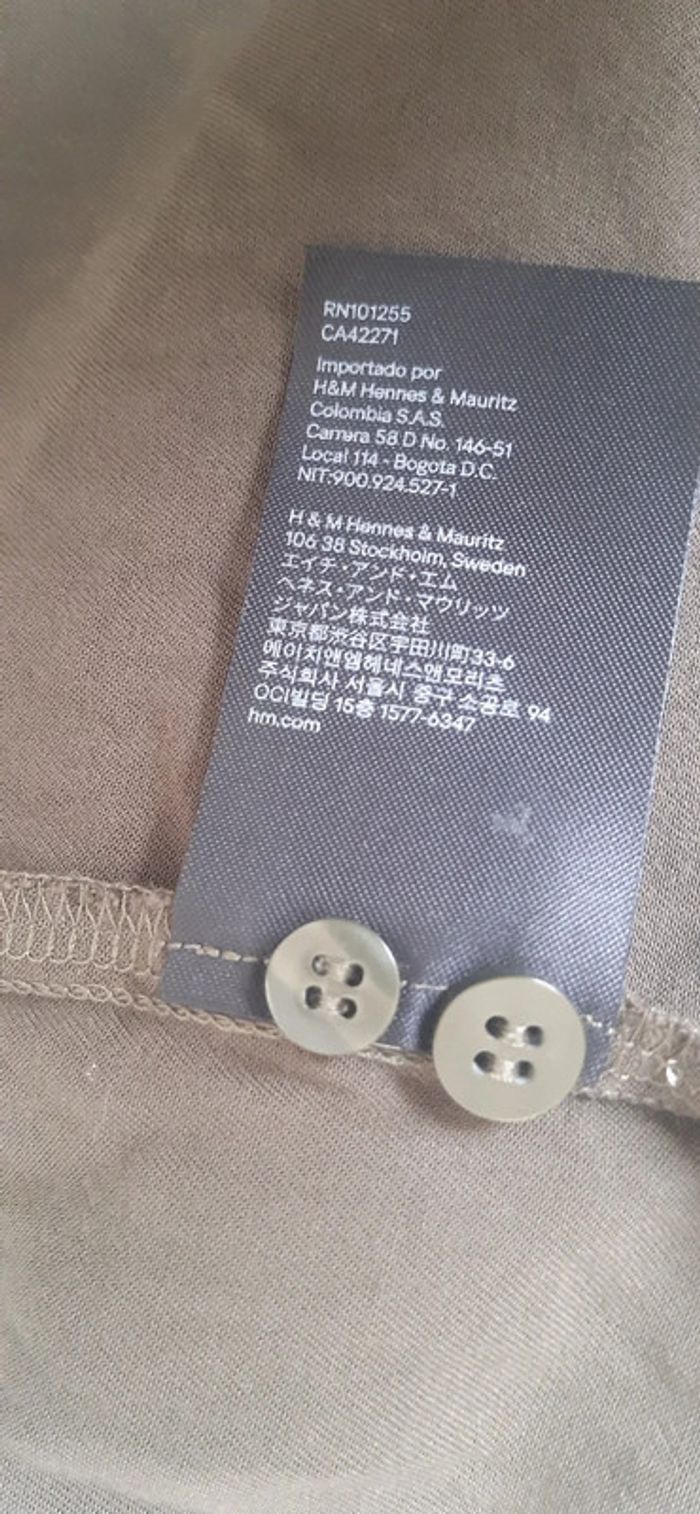 RN101255
CA42271
Importado por
H&M Hennes & Mauritz
Colombia S.A.S.
Carrera 58 D No. 146-51
Local 114 - Bogota D.C.
NIT:900.924.527-1
H & M Hennes & Mauritz
106 38 Stockholm, Sweden
エイチ・アンド・エム
ヘネス・アンド・マウリッツ
ジャパン株式会社
東京都渋谷区宇田川町33-6
에이치앤엠헤네스앤모리츠
주식회사 서울시 중구 소공로 94
OCI빌딩 15층 1577-6347
hm.com